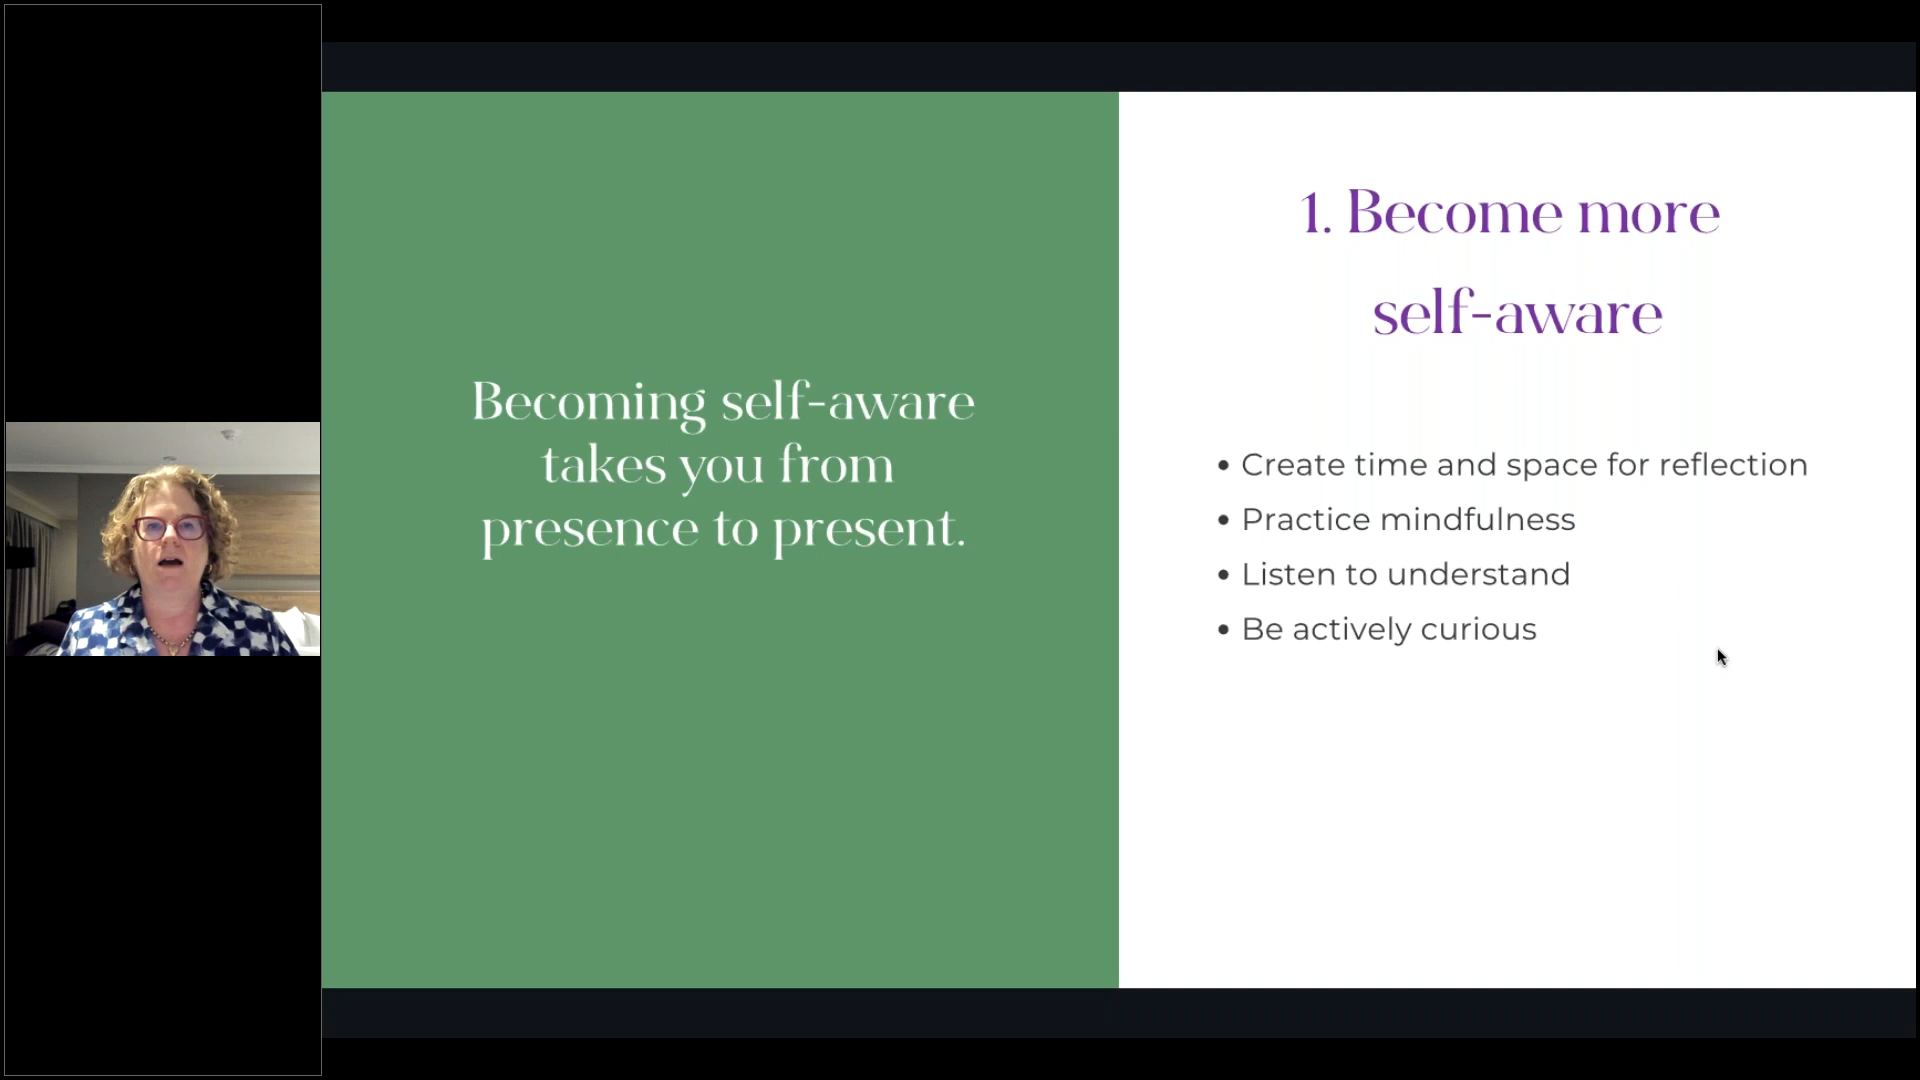 Becoming self-aware
takes you from
presence to present.
1. Become more
self-aware
• Create time and space for reflection
• Practice mindfulness
• Listen to understand
• Be actively curious